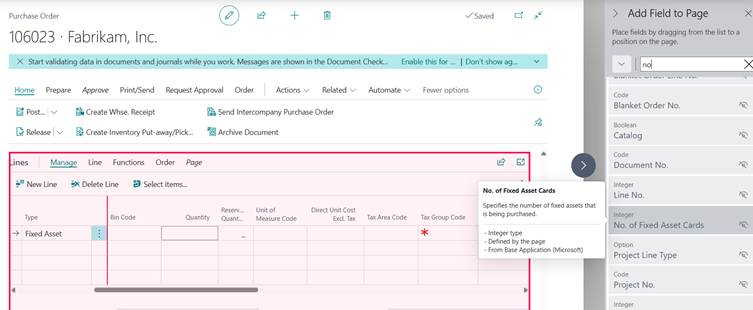 Purchase Order
Saved
106023 · Fabrikam, Inc.
Start validating data in documents and journals while you work. Messages are shown in the Document Check... Enable this for ... | Don't show ag...
Home Prepare Approve Print/Send Request Approval Order Actions Related Automate Fewer options
Post... Create Whse. Receipt Send Intercompany Purchase Order
Release Create Inventory Put-away/Pick... Archive Document
Lines Manage Line Functions Order Page
New Line Delete Line Select items...
Type Bin Code Quantity Reserv... Quant... Unit of Measure Code Direct Unit Cost Excl. Tax Tax Area Code Tax Group Code
Fixed Asset _ *
No. of Fixed Asset Cards
Specifies the number of fixed assets that
is being purchased.
- Integer type
- Defined by the page
- From Base Application (Microsoft)
Add Field to Page
Place fields by dragging from the list to a
position on the page.
no
Blanket Order Line No.
Code
Blanket Order No.
Boolean
Catalog
Code
Document No.
Integer
Line No.
Integer
No. of Fixed Asset Cards
Option
Project Line Type
Code
Project No.
Integer